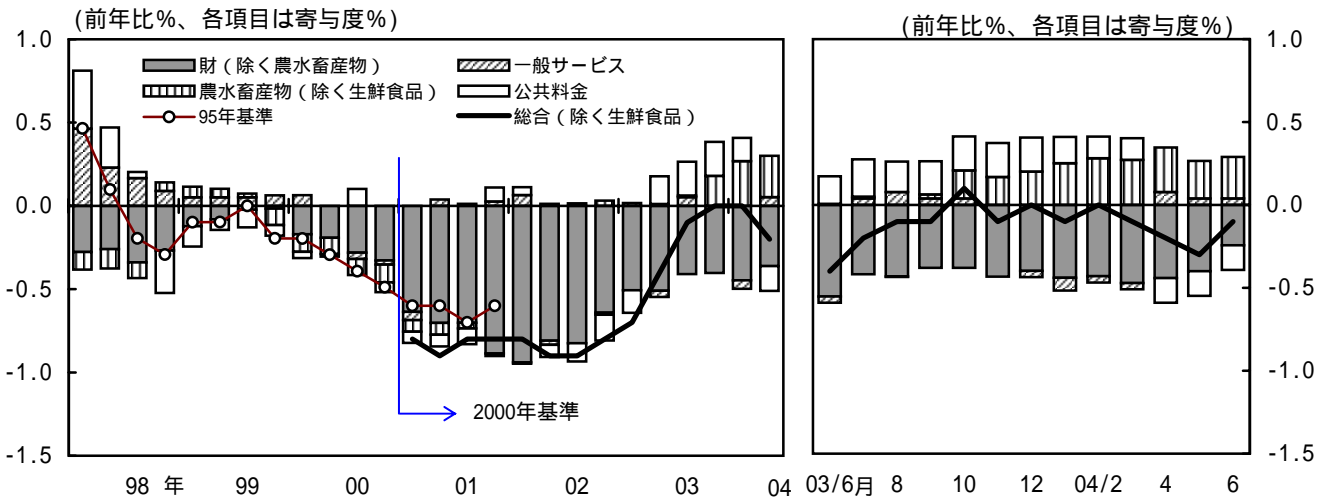 (前年比%、各項目は寄与度%)
1.0
0.5
0.0
-0.5
-1.0
-1.5
財(除く農水畜産物)
一般サービス
農水畜産物(除く生鮮食品)
公共料金
95年基準
総合(除く生鮮食品)
2000年基準
98 年 99 00 01 02 03 04
(前年比%、各項目は寄与度%)
1.0
0.5
0.0
-0.5
-1.0
-1.5
03/6月 8 10 12 04/2 4 6